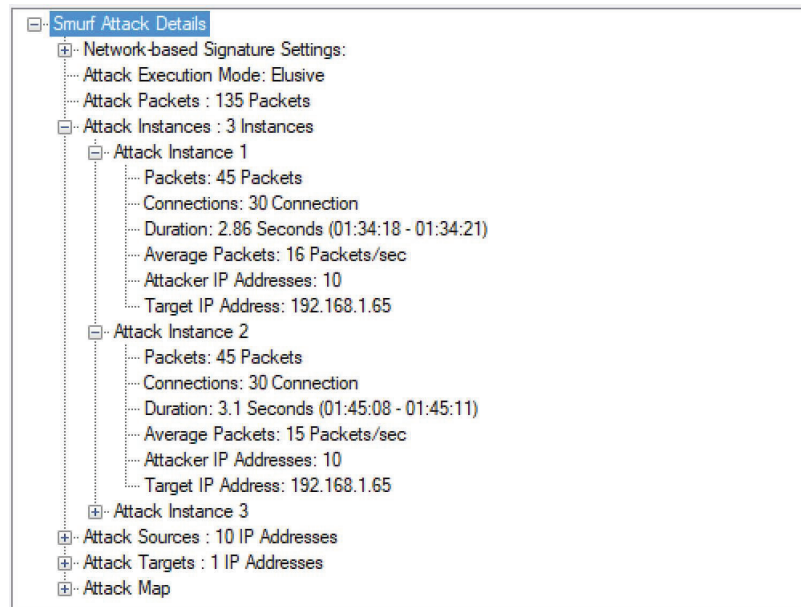 Smurf Attack Details
Network-based Signature Settings:
Attack Execution Mode: Elusive
Attack Packets : 135 Packets
Attack Instances : 3 Instances
Attack Instance 1
Packets: 45 Packets
Connections: 30 Connection
Duration: 2.86 Seconds (01:34:18 - 01:34:21)
Average Packets: 16 Packets/sec
Attacker IP Addresses: 10
Target IP Address: 192.168.1.65
Attack Instance 2
Packets: 45 Packets
Connections: 30 Connection
Duration: 3.1 Seconds (01:45:08 - 01:45:11)
Average Packets: 15 Packets/sec
Attacker IP Addresses: 10
Target IP Address: 192.168.1.65
Attack Instance 3
Attack Sources : 10 IP Addresses
Attack Targets : 1 IP Addresses
Attack Map